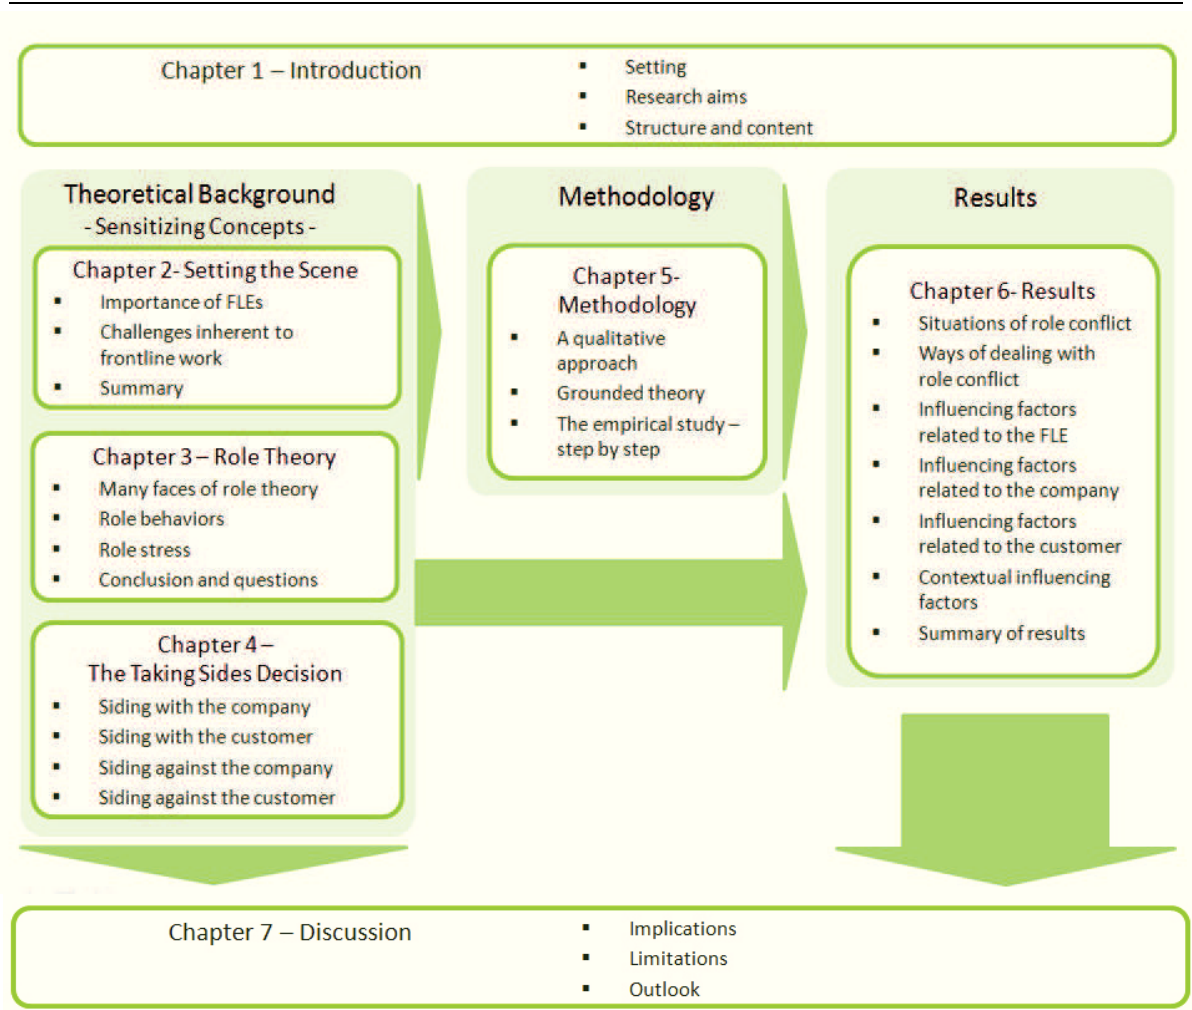 Chapter 1 – Introduction
▪ Setting
▪ Research aims
▪ Structure and content
Theoretical Background
- Sensitizing Concepts -
Chapter 2- Setting the Scene
▪ Importance of FLEs
▪ Challenges inherent to
frontline work
▪ Summary
Chapter 3 – Role Theory
▪ Many faces of role theory
▪ Role behaviors
▪ Role stress
▪ Conclusion and questions
Chapter 4 –
The Taking Sides Decision
▪ Siding with the company
▪ Siding with the customer
▪ Siding against the company
▪ Siding against the customer
Methodology
Chapter 5-
Methodology
▪ A qualitative
approach
▪ Grounded theory
▪ The empirical study –
step by step
Results
Chapter 6- Results
▪ Situations of role conflict
▪ Ways of dealing with
role conflict
▪ Influencing factors
related to the FLE
▪ Influencing factors
related to the company
▪ Influencing factors
related to the customer
▪ Contextual influencing
factors
▪ Summary of results
Chapter 7 – Discussion
▪ Implications
▪ Limitations
▪ Outlook